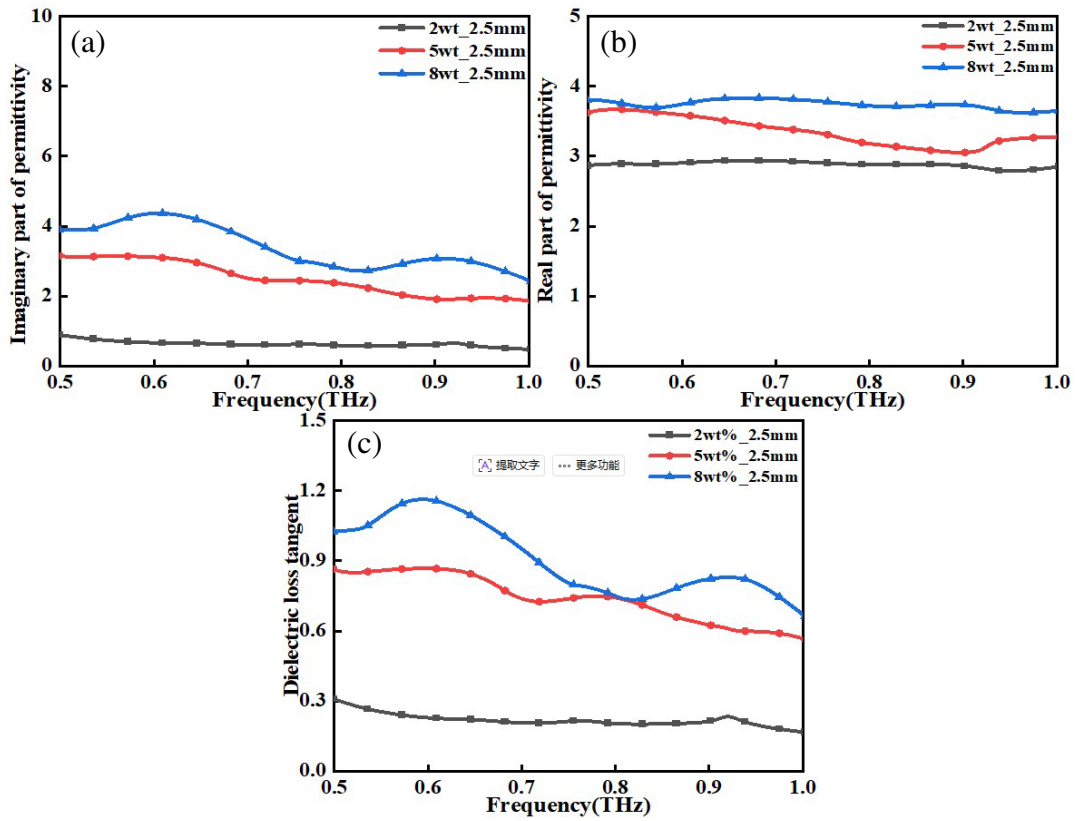 (a)
2wt_2.5mm
5wt_2.5mm
8wt_2.5mm
10
8
6
4
2
0
Imaginary part of permittivity
0.5 0.6 0.7 0.8 0.9 1.0
Frequency(THz)
(b)
2wt_2.5mm
5wt_2.5mm
8wt_2.5mm
5
4
3
2
1
0
Real part of permittivity
0.5 0.6 0.7 0.8 0.9 1.0
Frequency(THz)
(c)
2wt%_2.5mm
5wt%_2.5mm
8wt%_2.5mm
提取文字 ••• 更多功能
1.5
1.2
0.9
0.6
0.3
0.0
Dielectric loss tangent
0.5 0.6 0.7 0.8 0.9 1.0
Frequency(THz)